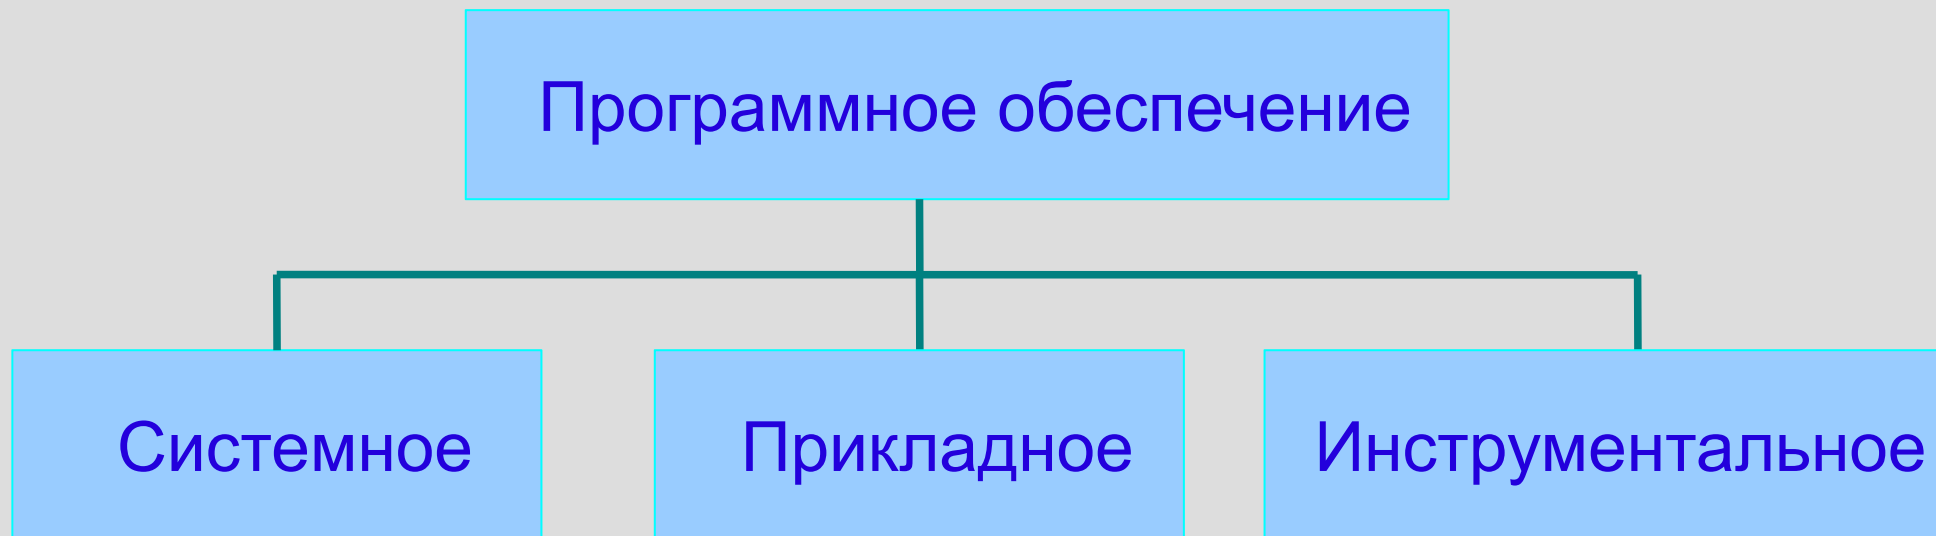 Программное обеспечение
Системное
Прикладное
Инструментальное